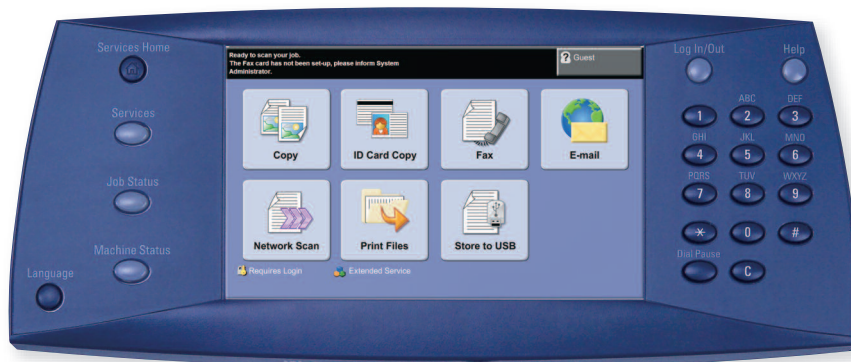 Services Home
Services
Job Status
Machine Status
Language
Ready to scan your job.
The Fax card has not been set-up, please inform System
Administrator.
? Guest
Copy
ID Card Copy
Fax
E-mail
Network Scan
Print Files
Store to USB
Requires Login
Extended Service
Log In/Out
Help
1
ABC
2
DEF
3
GHI
4
JKL
5
MNO
6
PQRS
7
TUV
8
WXYZ
9
*
0
#
Dial Pause
C